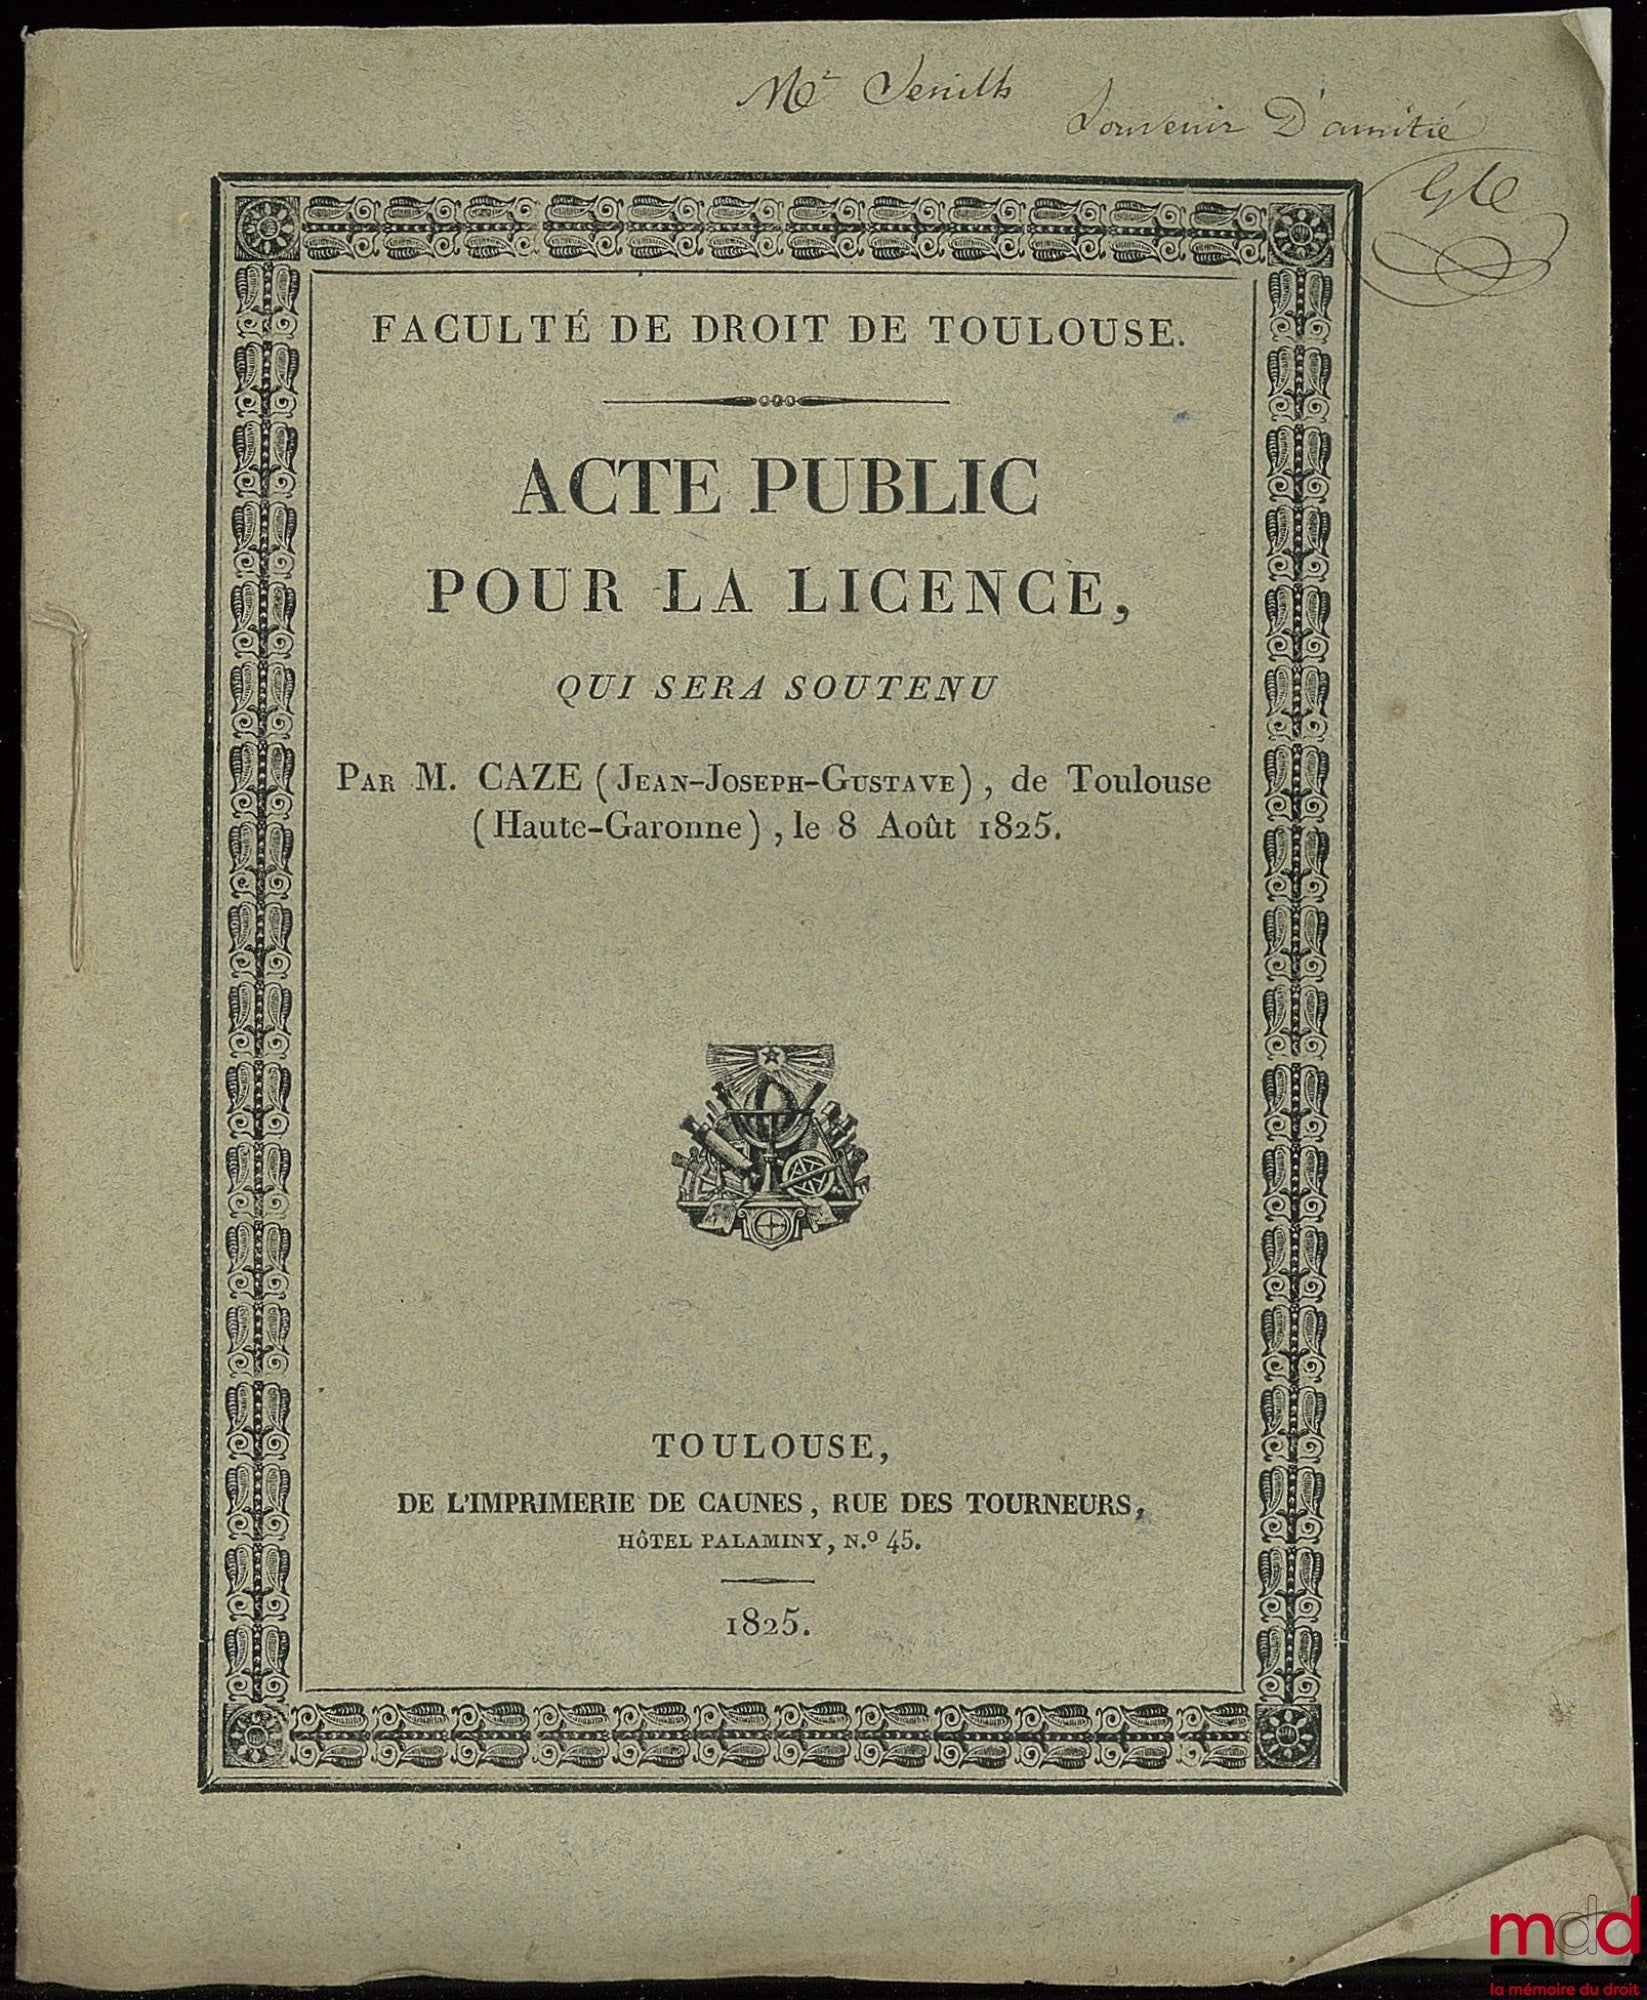 Mr
Souvenir D'amitié
FACULTÉ DE DROIT DE TOULOUSE.
ACTE PUBLIC
POUR LA LICENCE,
QUI SERA SOUTENU
PAR M. CAZE (JEAN-JOSEPH-GUSTAVE), de Toulouse
(Haute-Garonne), le 8 Août 1825.
TOULOUSE,
DE L'IMPRIMERIE DE CAUNES, RUE DES TOURNEURS,
HÔTEL PALAMINY, N.º 45.
1825.
mdd
la mémoire du droit